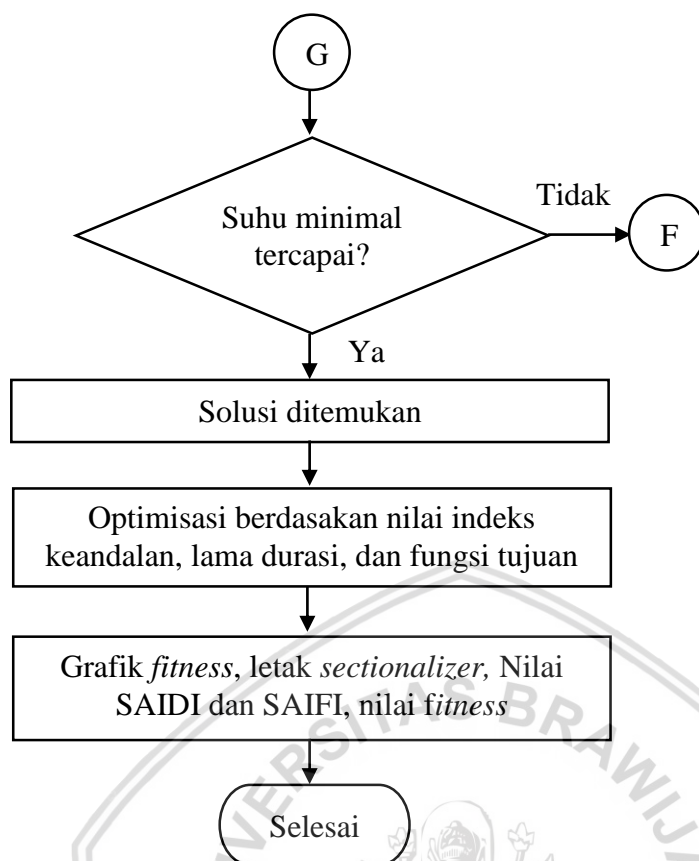 G
Suhu minimal
tercapai?
Tidak
F
Ya
Solusi ditemukan
Optimisasi berdasakan nilai indeks
keandalan, lama durasi, dan fungsi tujuan
Grafik fitness, letak sectionalizer, Nilai
SAIDI dan SAIFI, nilai fitness
Selesai